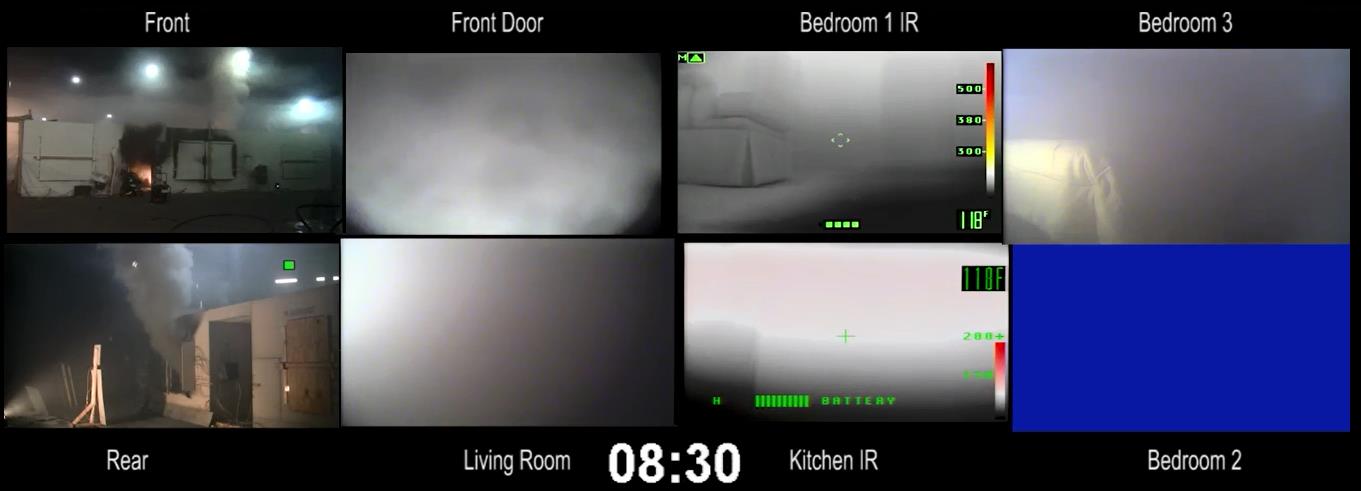 Front
Front Door
Bedroom 1 IR
Bedroom 3
M
500
380
300
118°F
118F
200+
H
BATTERY
Rear
Living Room
08:30
Kitchen IR
Bedroom 2